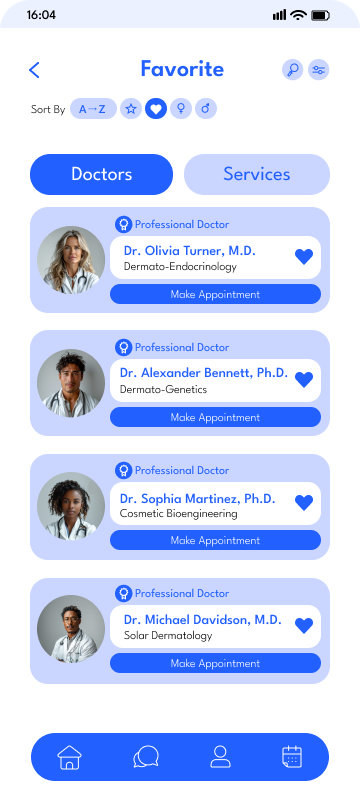 16:04
Favorite
Sort By A→Z
Doctors Services
Professional Doctor
Dr. Olivia Turner, M.D.
Dermato-Endocrinology
Make Appointment
Professional Doctor
Dr. Alexander Bennett, Ph.D.
Dermato-Genetics
Make Appointment
Professional Doctor
Dr. Sophia Martinez, Ph.D.
Cosmetic Bioengineering
Make Appointment
Professional Doctor
Dr. Michael Davidson, M.D.
Solar Dermatology
Make Appointment